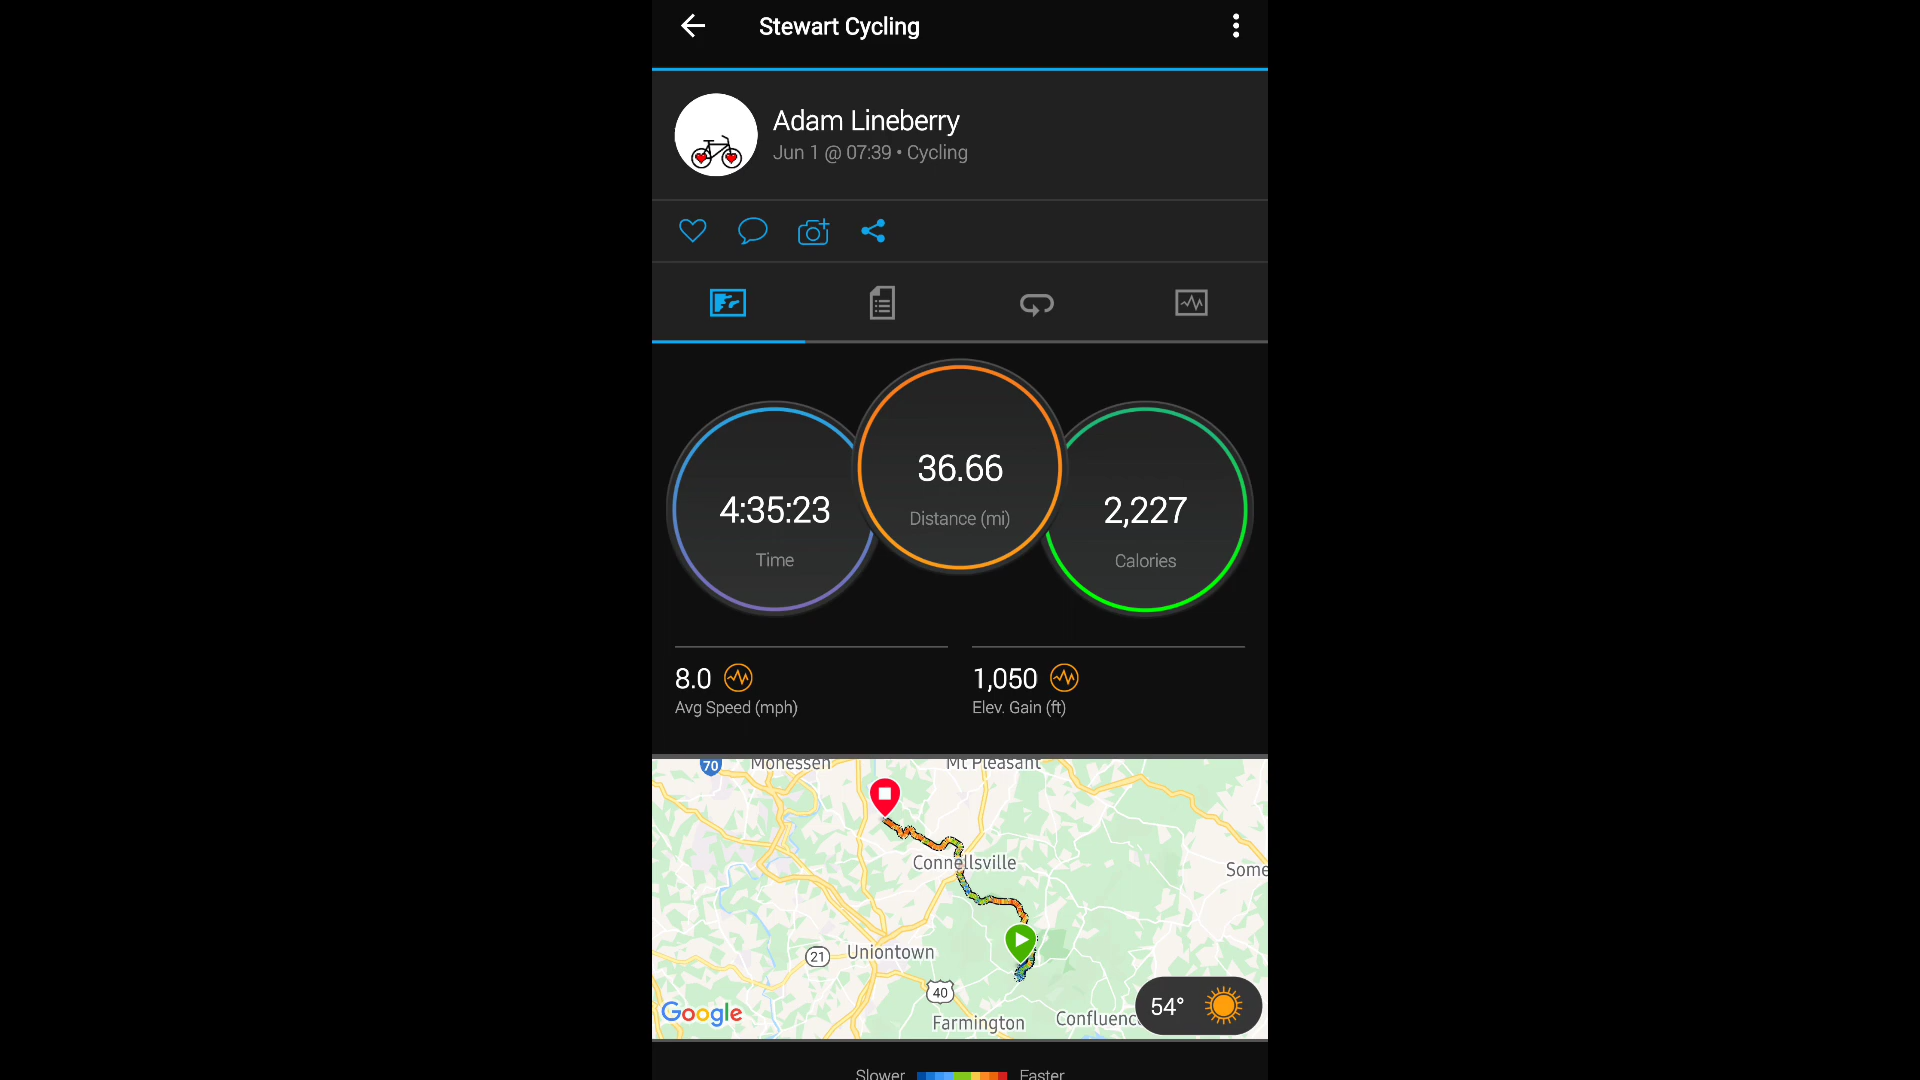 Stewart Cycling
Adam Lineberry
Jun 1 @ 07:39 • Cycling
36.66
Distance (mi)
4:35:23
Time
2,227
Calories
8.0
Avg Speed (mph)
1,050
Elev. Gain (ft)
70
Monessen
Mt Pleasant
Connellsville
Some
21
Uniontown
40
Google
Farmington
Confluenc
54°
Slower
Faster